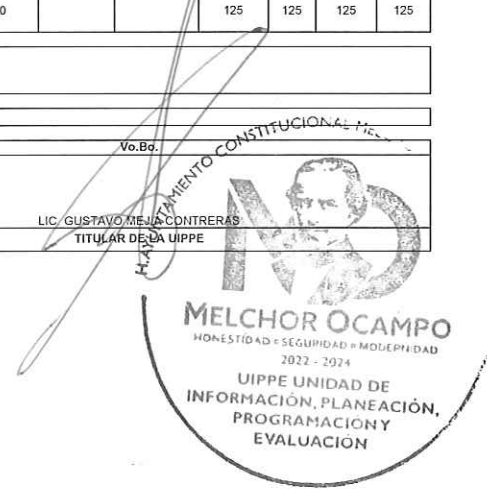 0 125 125 125 125
Vo.Bo.
LIC. GUSTAVO MEJIA CONTRERAS
TITULAR DE LA UIPPE
H. AYUNTAMIENTO CONSTITUCIONAL
MELCHOR OCAMPO
HONESTIDAD • SEGURIDAD • MODERNIDAD
2022 - 2024
UIPPE UNIDAD DE
INFORMACIÓN, PLANEACIÓN,
PROGRAMACIÓN Y
EVALUACIÓN